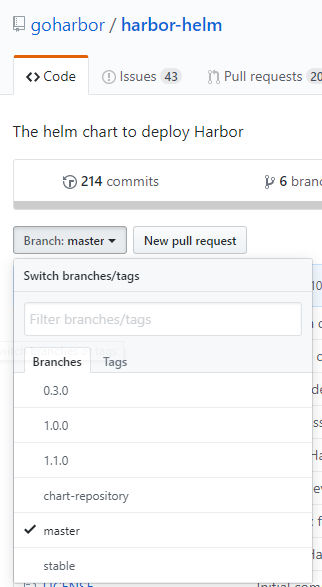 goharbor / harbor-helm
Code Issues 43 Pull requests 20
The helm chart to deploy Harbor
214 commits 6 branc
Branch: master New pull request
Switch branches/tags
Filter branches/tags
Branches Tags
0.3.0
1.0.0
1.1.0
chart-repository
master
stable
LICENSE